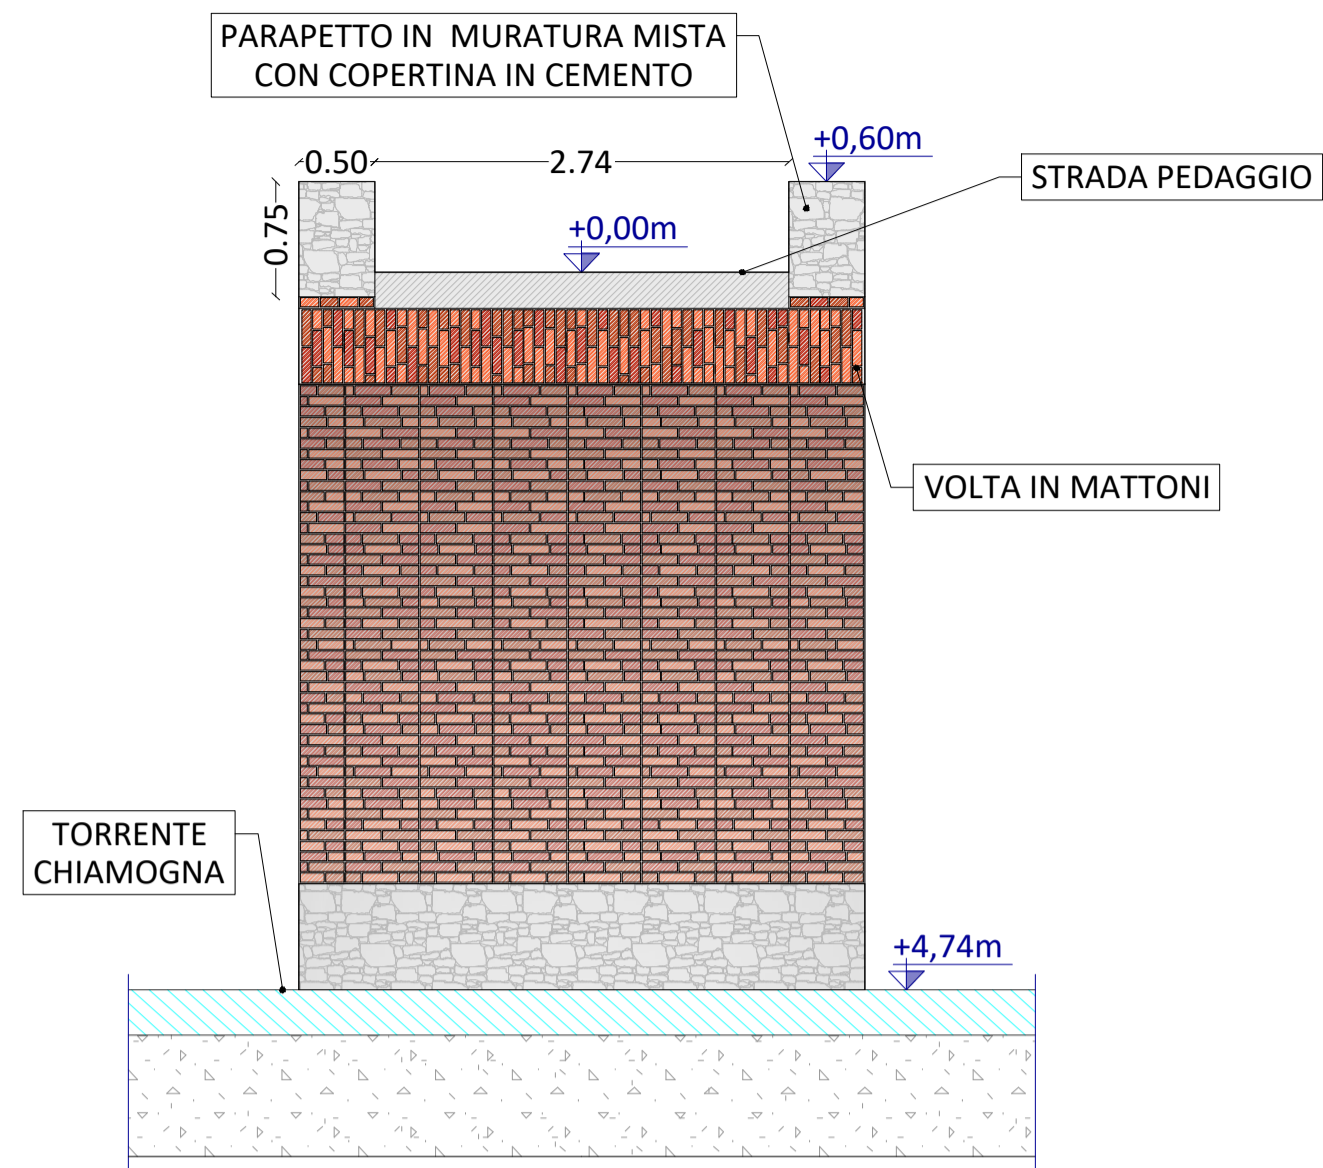 PARAPETTO IN MURATURA MISTA
CON COPERTINA IN CEMENTO
+0,60m
0.50
2.74
STRADA PEDAGGIO
0.75
+0,00m
VOLTA IN MATTONI
TORRENTE
CHIAMOGNA
+4,74m